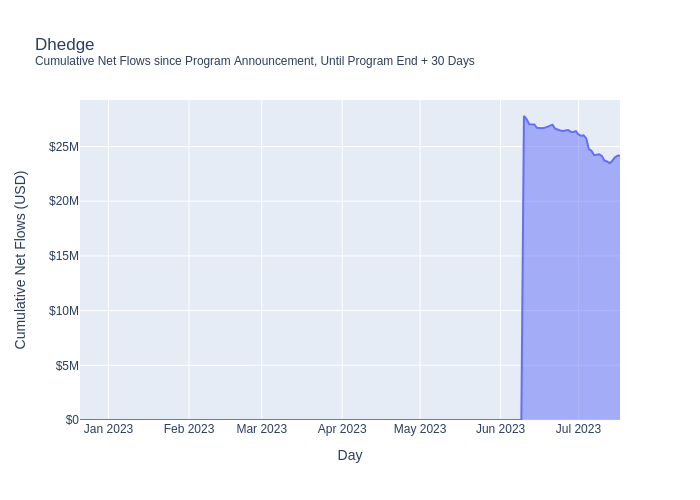 Dhedge
Cumulative Net Flows since Program Announcement, Until Program End + 30 Days
Cumulative Net Flows (USD)
$25M
$20M
$15M
$10M
$5M
$0
Jan 2023 Feb 2023 Mar 2023 Apr 2023 May 2023 Jun 2023 Jul 2023
Day